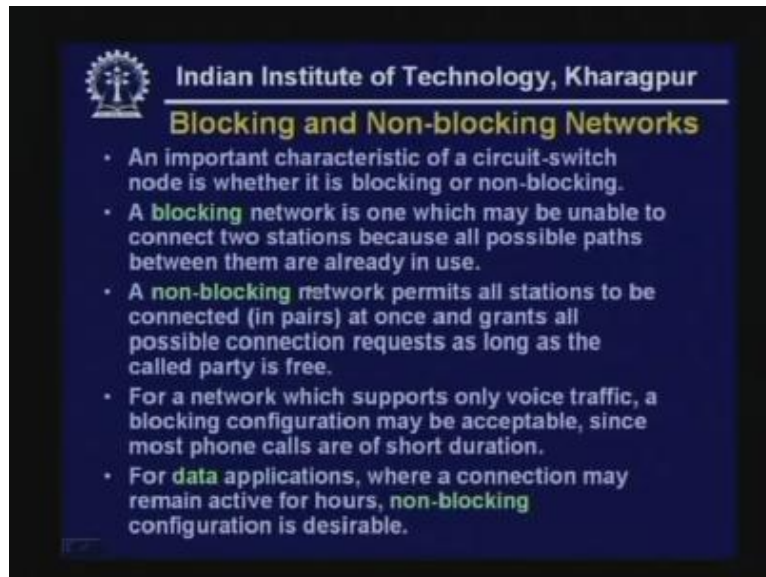 Indian Institute of Technology, Kharagpur
Blocking and Non-blocking Networks
• An important characteristic of a circuit-switch
node is whether it is blocking or non-blocking.
• A blocking network is one which may be unable to
connect two stations because all possible paths
between them are already in use.
• A non-blocking network permits all stations to be
connected (in pairs) at once and grants all
possible connection requests as long as the
called party is free.
• For a network which supports only voice traffic, a
blocking configuration may be acceptable, since
most phone calls are of short duration.
• For data applications, where a connection may
remain active for hours, non-blocking
configuration is desirable.